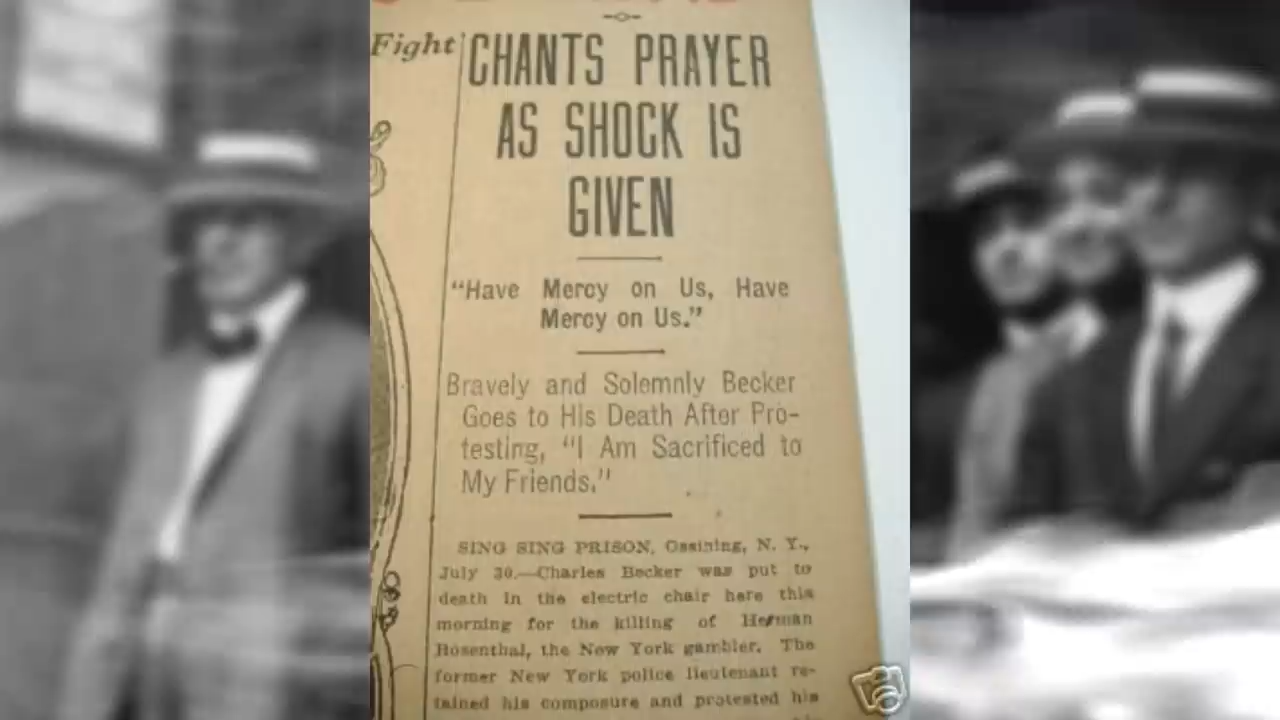 Fight
CHANTS PRAYER
AS SHOCK IS
GIVEN
"Have Mercy on Us, Have
Mercy on Us."
Bravely and Solemnly Becker
Goes to His Death After Pro-
testing, "I Am Sacrificed to
My Friends."
SING SING PRISON, Ossining, N. Y.,
July 30.—Charles Becker was put to
death in the electric chair here this
morning for the killing of Herman
Rosenthal, the New York gambler. The
former New York police lieutenant re-
tained his composure and protested his